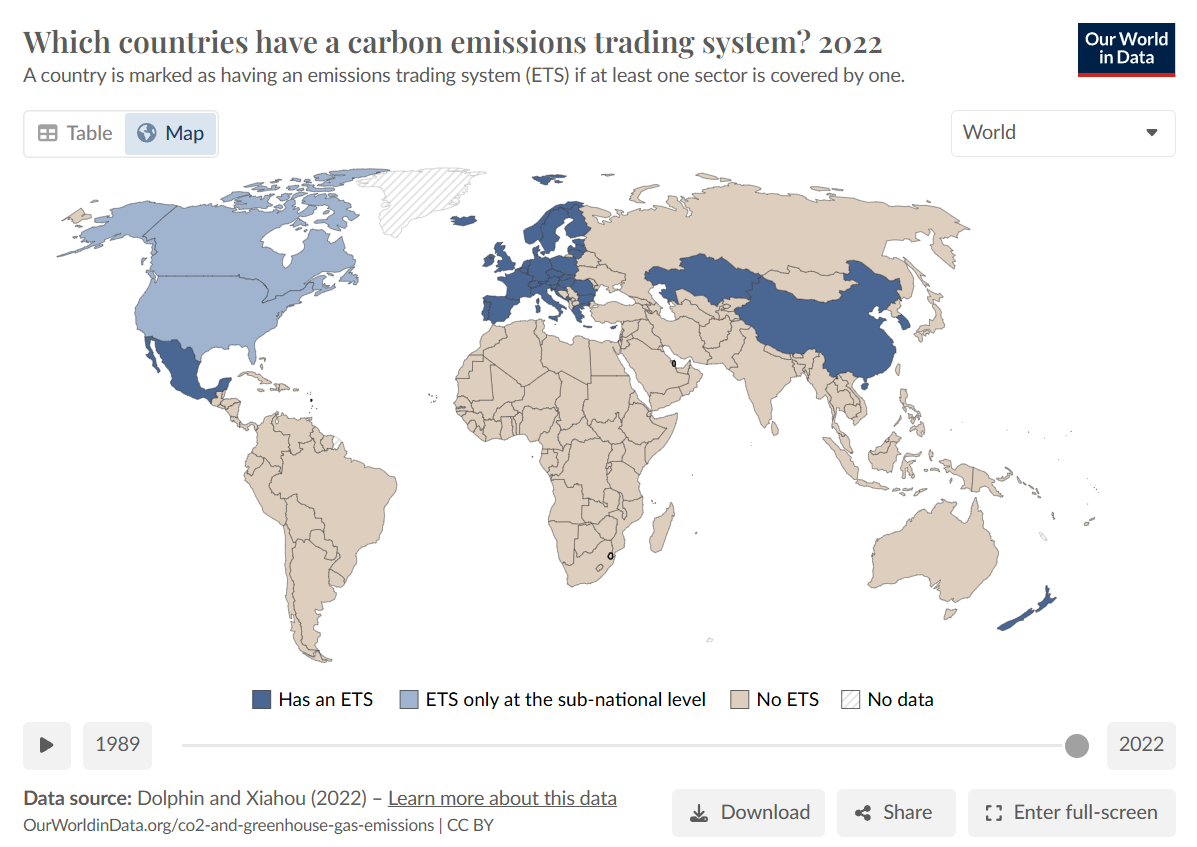 Which countries have a carbon emissions trading system? 2022
A country is marked as having an emissions trading system (ETS) if at least one sector is covered by one.
Our World
in Data
Table
Map
World
Has an ETS
ETS only at the sub-national level
No ETS
No data
1989
2022
Data source: Dolphin and Xiahou (2022) – Learn more about this data
OurWorldinData.org/co2-and-greenhouse-gas-emissions | CC BY
Download
Share
Enter full-screen